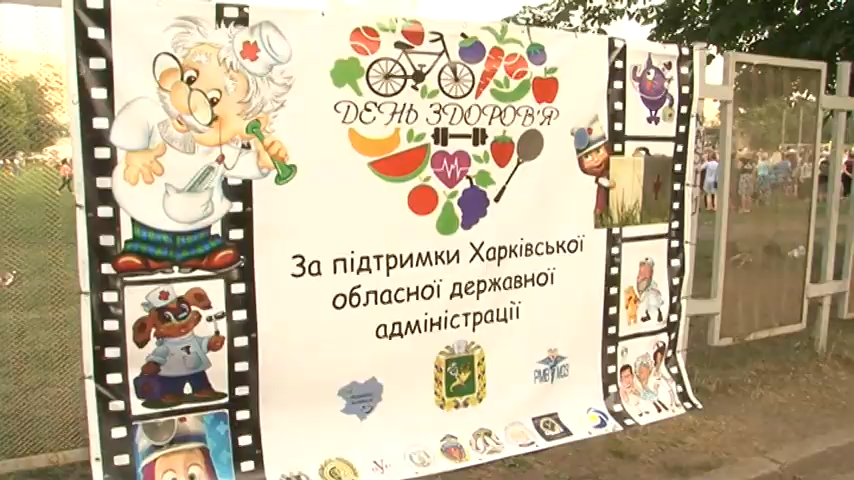 ДЕНЬ ЗДОРОВ'Я
За підтримки Харківської
обласної державної
адміністрації